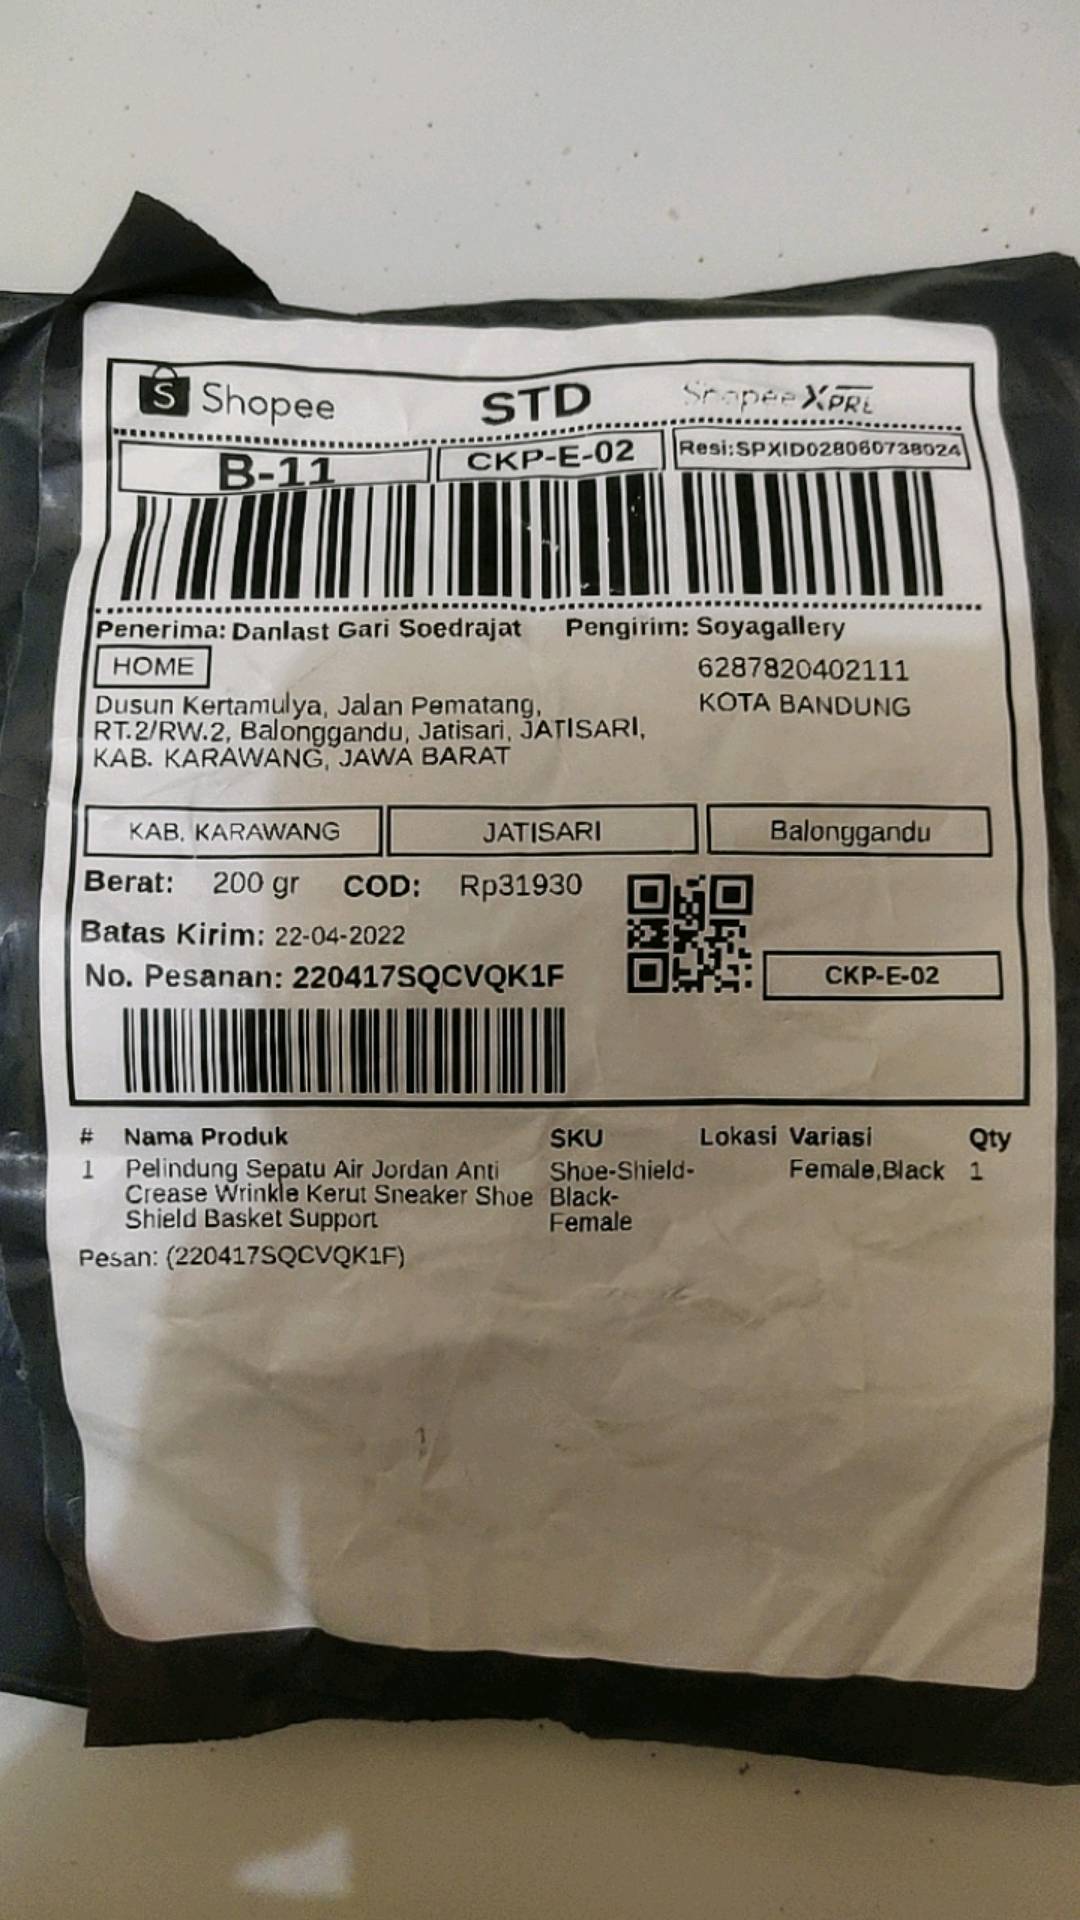 Shopee STD Shopee XPRE
B-11 CKP-E-02 Resi:SPXID028060738024
Penerima: Danlast Gari Soedrajat Pengirim: Soyagallery
HOME 6287820402111
Dusun Kertamulya, Jalan Pematang, KOTA BANDUNG
RT.2/RW.2, Balonggandu, Jatisari, JATISARI,
KAB. KARAWANG, JAWA BARAT
KAB. KARAWANG JATISARI Balonggandu
Berat: 200 gr COD: Rp31930
Batas Kirim: 22-04-2022
No. Pesanan: 220417SQCVQK1F CKP-E-02
# Nama Produk SKU Lokasi Variasi Qty
1 Pelindung Sepatu Air Jordan Anti Shoe-Shield- Female,Black 1
Crease Wrinkle Kerut Sneaker Shoe Black-
Shield Basket Support Female
Pesan: (220417SQCVQK1F)